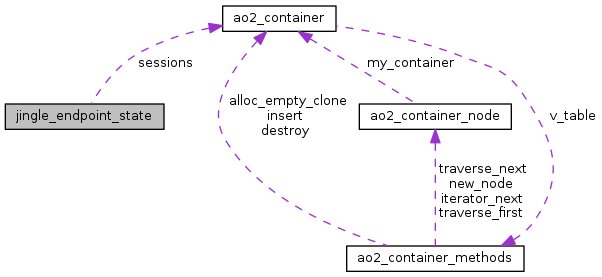 ao2_container
sessions
my_container
alloc_empty_clone
insert
destroy
jingle_endpoint_state
ao2_container_node
v_table
traverse_next
new_node
iterator_next
traverse_first
ao2_container_methods